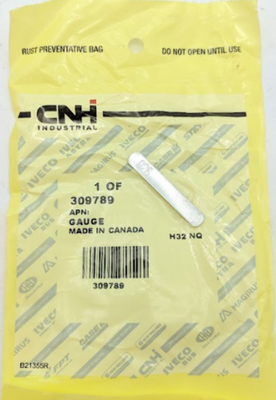 RUST PREVENTATIVE BAG
DO NOT OPEN UNTIL USE
CNH
INDUSTRIAL
1 OF
309789
APN:
GAUGE
MADE IN CANADA
H32 NQ
309789
B21355R